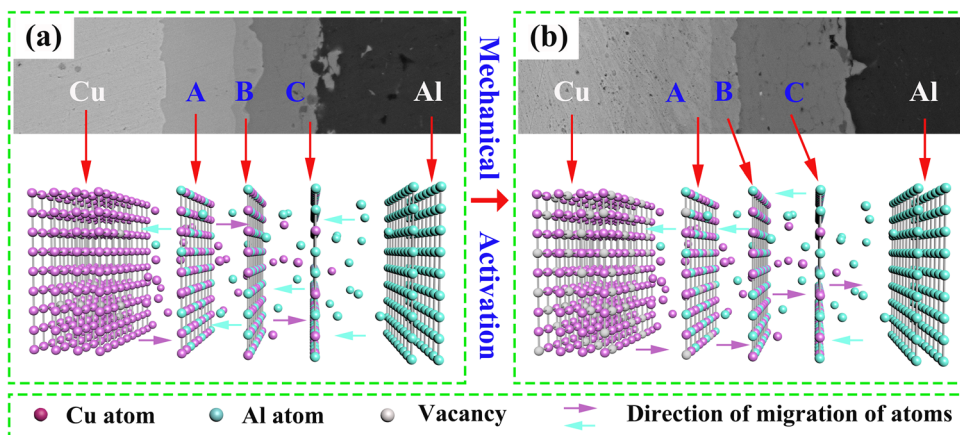 (a)
Cu
A
B
C
Al
Mechanical
Activation
(b)
Cu
A
B
C
Al
Cu atom
Al atom
Vacancy
Direction of migration of atoms